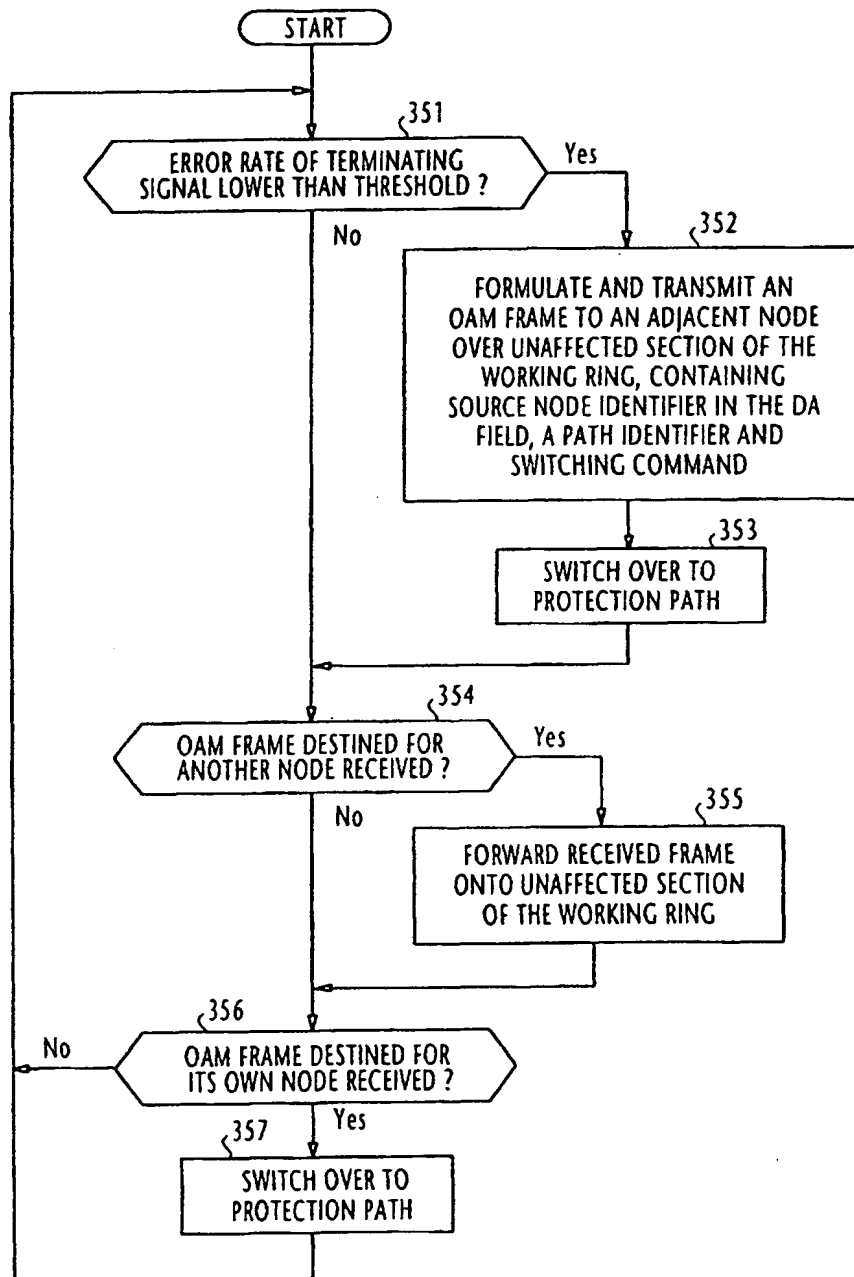 START
351
ERROR RATE OF TERMINATING
SIGNAL LOWER THAN THRESHOLD ?
Yes
No
352
FORMULATE AND TRANSMIT AN
OAM FRAME TO AN ADJACENT NODE
OVER UNAFFECTED SECTION OF THE
WORKING RING, CONTAINING
SOURCE NODE IDENTIFIER IN THE DA
FIELD, A PATH IDENTIFIER AND
SWITCHING COMMAND
353
SWITCH OVER TO
PROTECTION PATH
354
OAM FRAME DESTINED FOR
ANOTHER NODE RECEIVED ?
Yes
No
355
FORWARD RECEIVED FRAME
ONTO UNAFFECTED SECTION
OF THE WORKING RING
356
No
OAM FRAME DESTINED FOR
ITS OWN NODE RECEIVED ?
Yes
357
SWITCH OVER TO
PROTECTION PATH